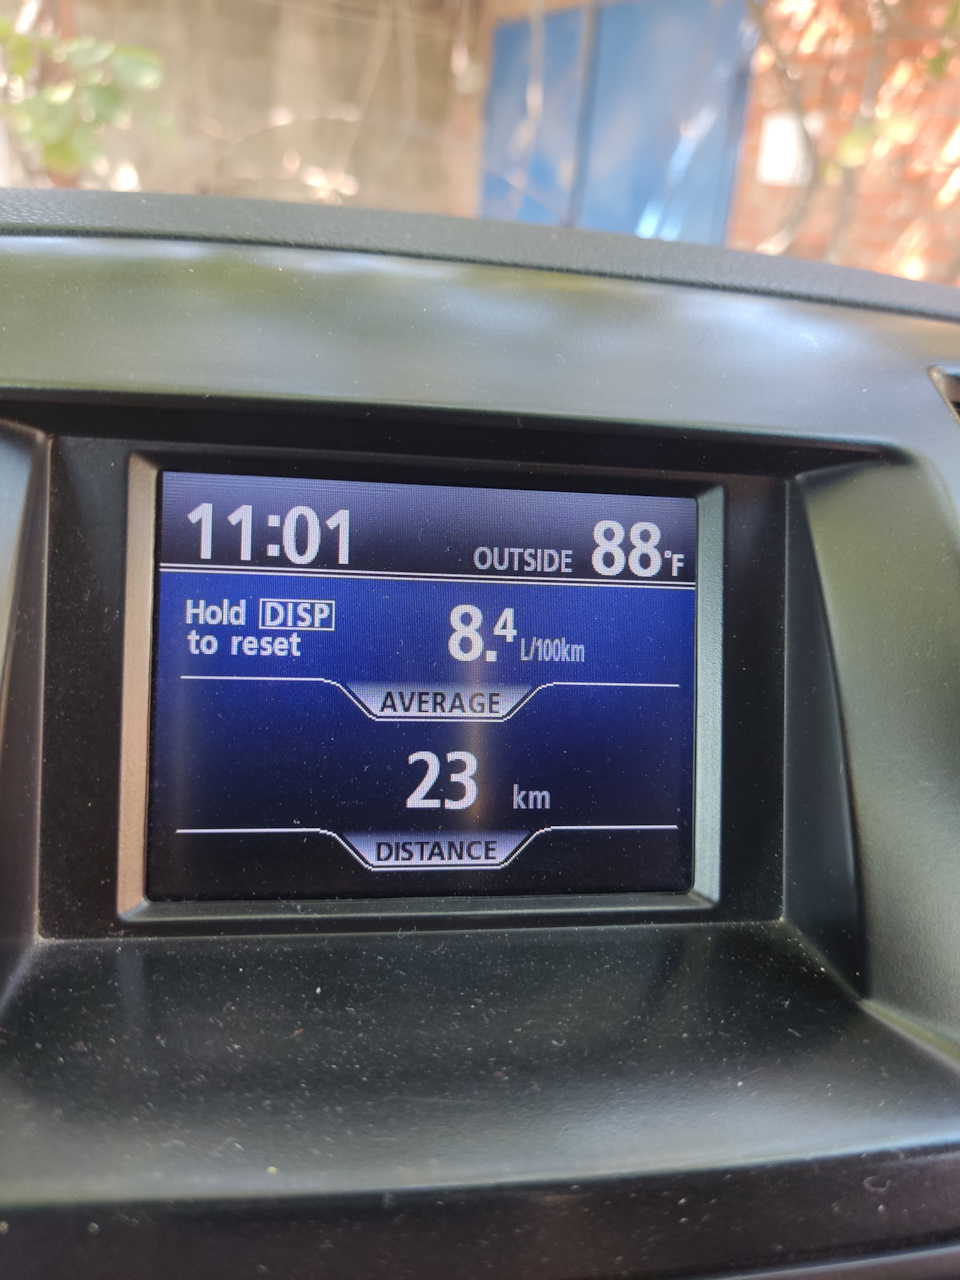 11:01 OUTSIDE 88°F
Hold DISP 8.4 L/100km
to reset
AVERAGE
23 km
DISTANCE